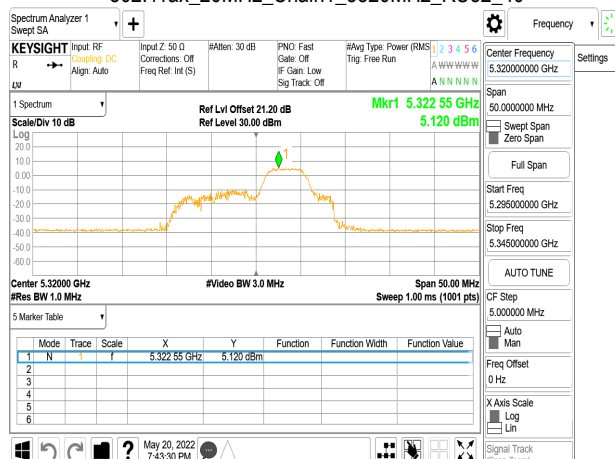 Spectrum Analyzer 1
Swept SA
Frequency
Settings
KEYSIGHT
R
Input: RF
Coupling: DC
Align: Auto
Input Z: 50 Ω
Corrections: Off
Freq Ref: Int (S)
#Atten: 30 dB
PNO: Fast
Gate: Off
IF Gain: Low
Sig Track: Off
#Avg Type: Power (RMS
Trig: Free Run
1 2 3 4 5 6
A W W W W W
A N N N N N
1 Spectrum
Scale/Div 10 dB
Ref Lvl Offset 21.20 dB
Ref Level 30.00 dBm
Mkr1 5.322 55 GHz
5.120 dBm
Log
20.0
10.0
0.00
-10.0
-20.0
-30.0
-40.0
-50.0
-60.0
1
Center 5.32000 GHz
#Res BW 1.0 MHz
#Video BW 3.0 MHz
Span 50.00 MHz
Sweep 1.00 ms (1001 pts)
5 Marker Table
Mode Trace Scale X Y Function Function Width Function Value
1 N 1 f 5.322 55 GHz 5.120 dBm
2
3
4
5
6
May 20, 2022
7:43:30 PM
Center Frequency
5.320000000 GHz
Span
50.0000000 MHz
Swept Span
Zero Span
Full Span
Start Freq
5.295000000 GHz
Stop Freq
5.345000000 GHz
AUTO TUNE
CF Step
5.000000 MHz
Auto
Man
Freq Offset
0 Hz
X Axis Scale
Log
Lin
Signal Track